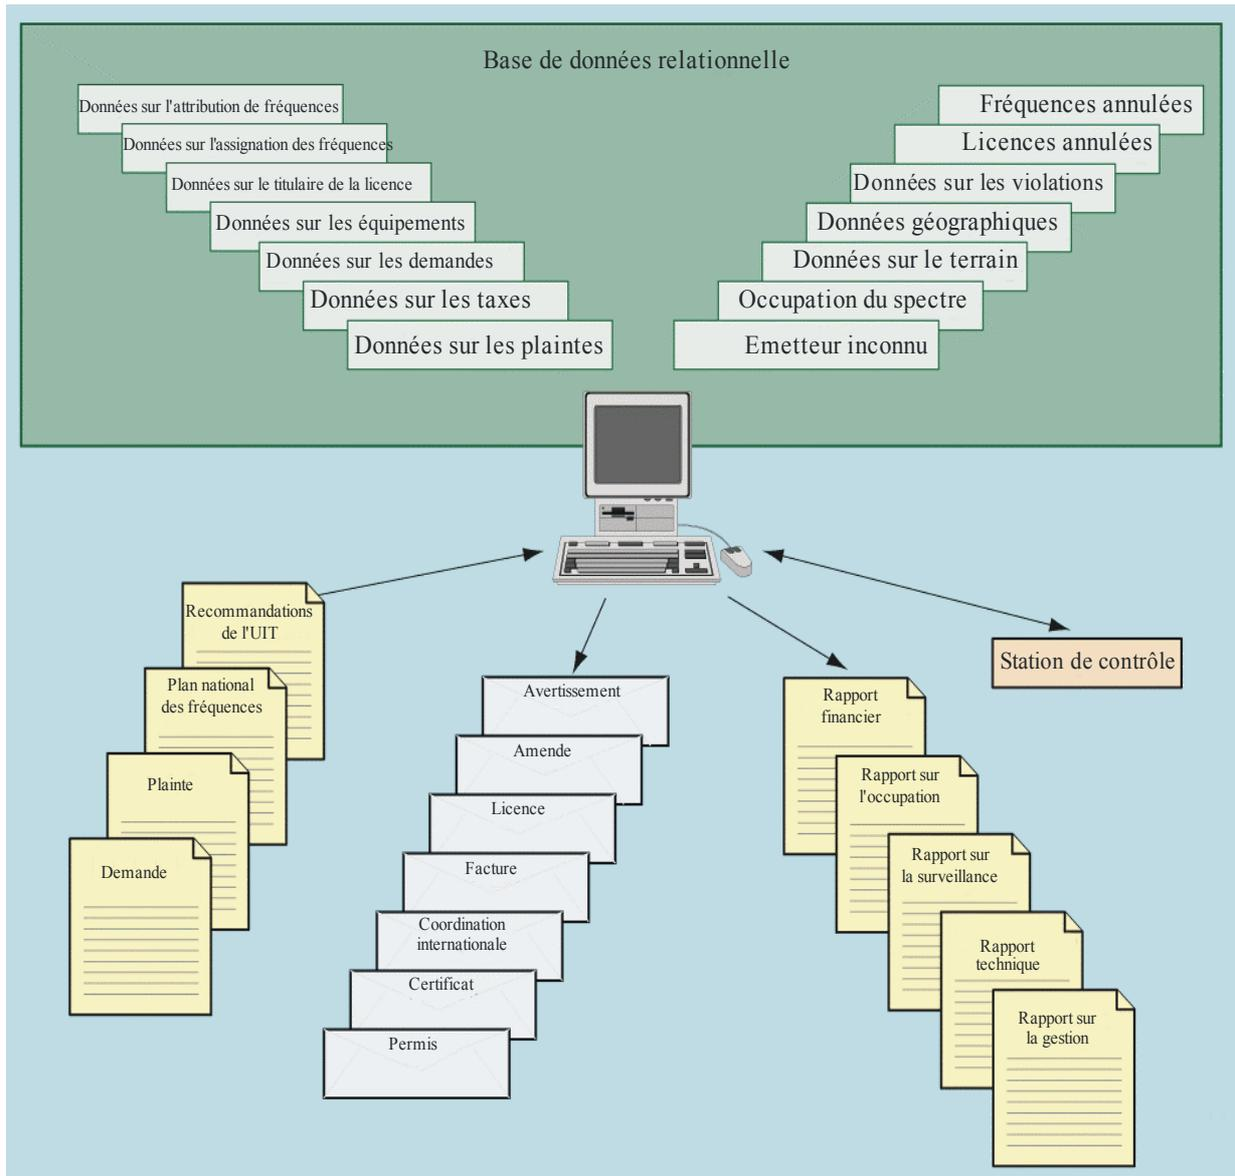 Base de données relationnelle
Données sur l'attribution de fréquences
Données sur l'assignation des fréquences
Données sur le titulaire de la licence
Données sur les équipements
Données sur les demandes
Données sur les taxes
Données sur les plaintes
Fréquences annulées
Licences annulées
Données sur les violations
Données géographiques
Données sur le terrain
Occupation du spectre
Emetteur inconnu
Recommandations
de l'UIT
Plan national
des fréquences
Plainte
Demande
Avertissement
Amende
Licence
Facture
Coordination
internationale
Certificat
Permis
Rapport
financier
Rapport sur
l'occupation
Rapport sur
la surveillance
Rapport
technique
Rapport sur
la gestion
Station de contrôle